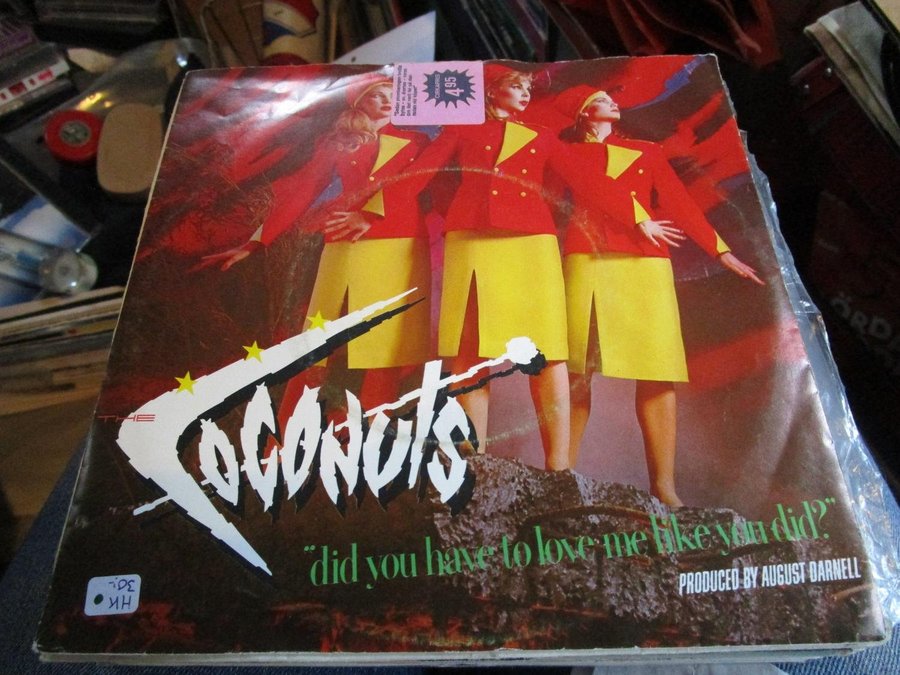 4.95
THE
COCONUTS
"did you have to love me like you did?"
PRODUCED BY AUGUST DARNELL
HK
30:-